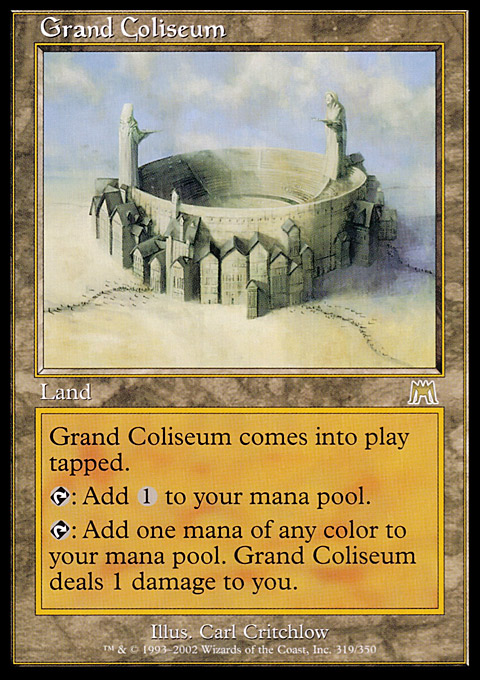 Grand Coliseum
Land
Grand Coliseum comes into play
tapped.
: Add 1 to your mana pool.
: Add one mana of any color to
your mana pool. Grand Coliseum
deals 1 damage to you.
Illus. Carl Critchlow
™ & © 1993–2002 Wizards of the Coast, Inc. 319/350